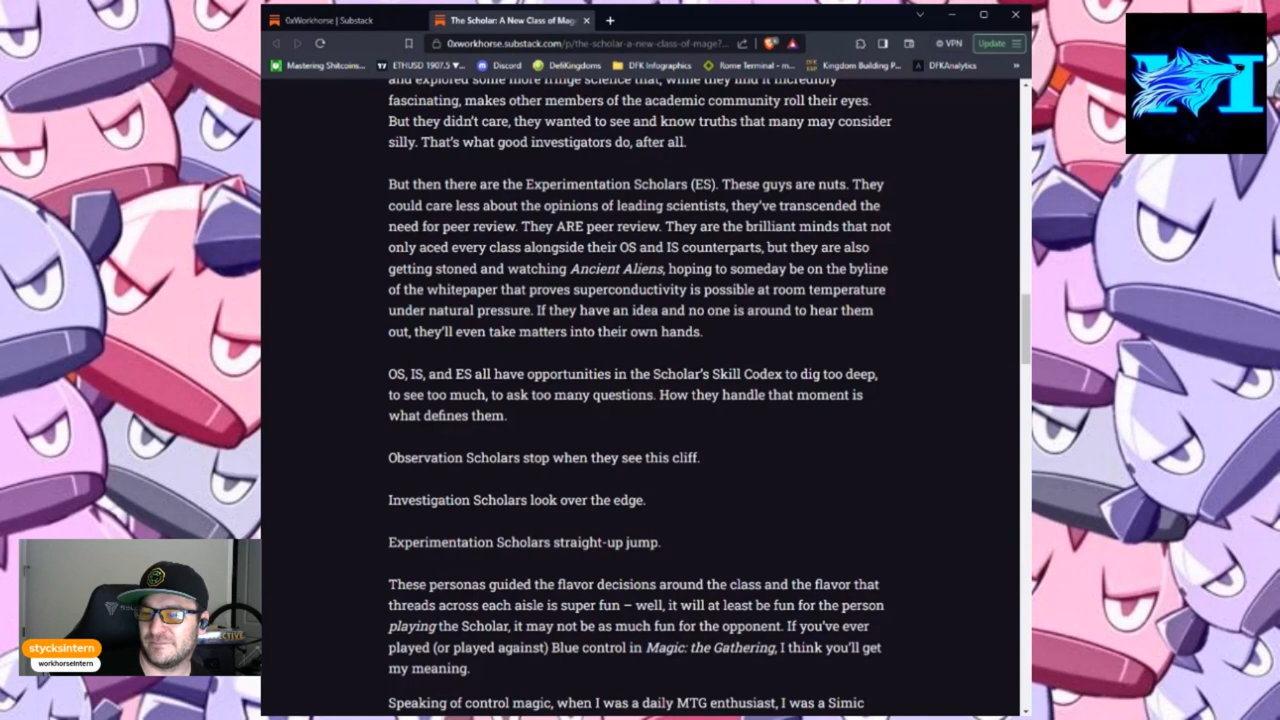 0xWorkhorse | Substack
The Scholar: A New Class of Mag
0xworkhorse.substack.com/p/the-scholar-a-new-class-of-mage?...
VPN
Update
Mastering Shitcoins...
ETHUSD 1907.5 ▼...
Discord
DeliKingdoms
DFK Infographics
Rome Terminal - m...
Kingdom Building P...
DFKAnalytics
»
and explored some more fringe science that, while they find it incredibly
fascinating, makes other members of the academic community roll their eyes.
But they didn't care, they wanted to see and know truths that many may consider
silly. That's what good investigators do, after all.
But then there are the Experimentation Scholars (ES). These guys are nuts. They
could care less about the opinions of leading scientists, they've transcended the
need for peer review. They ARE peer review. They are the brilliant minds that not
only aced every class alongside their OS and IS counterparts, but they are also
getting stoned and watching Ancient Aliens, hoping to someday be on the byline
of the whitepaper that proves superconductivity is possible at room temperature
under natural pressure. If they have an idea and no one is around to hear them
out, they'll even take matters into their own hands.
OS, IS, and ES all have opportunities in the Scholar's Skill Codex to dig too deep,
to see too much, to ask too many questions. How they handle that moment is
what defines them.
Observation Scholars stop when they see this cliff.
Investigation Scholars look over the edge.
Experimentation Scholars straight-up jump.
These personas guided the flavor decisions around the class and the flavor that
threads across each aisle is super fun – well, it will at least be fun for the person
playing the Scholar, it may not be as much fun for the opponent. If you've ever
played (or played against) Blue control in Magic: the Gathering, I think you'll get
my meaning.
Speaking of control magic, when I was a daily MTG enthusiast, I was a Simic
stycksintern
workhorseintern